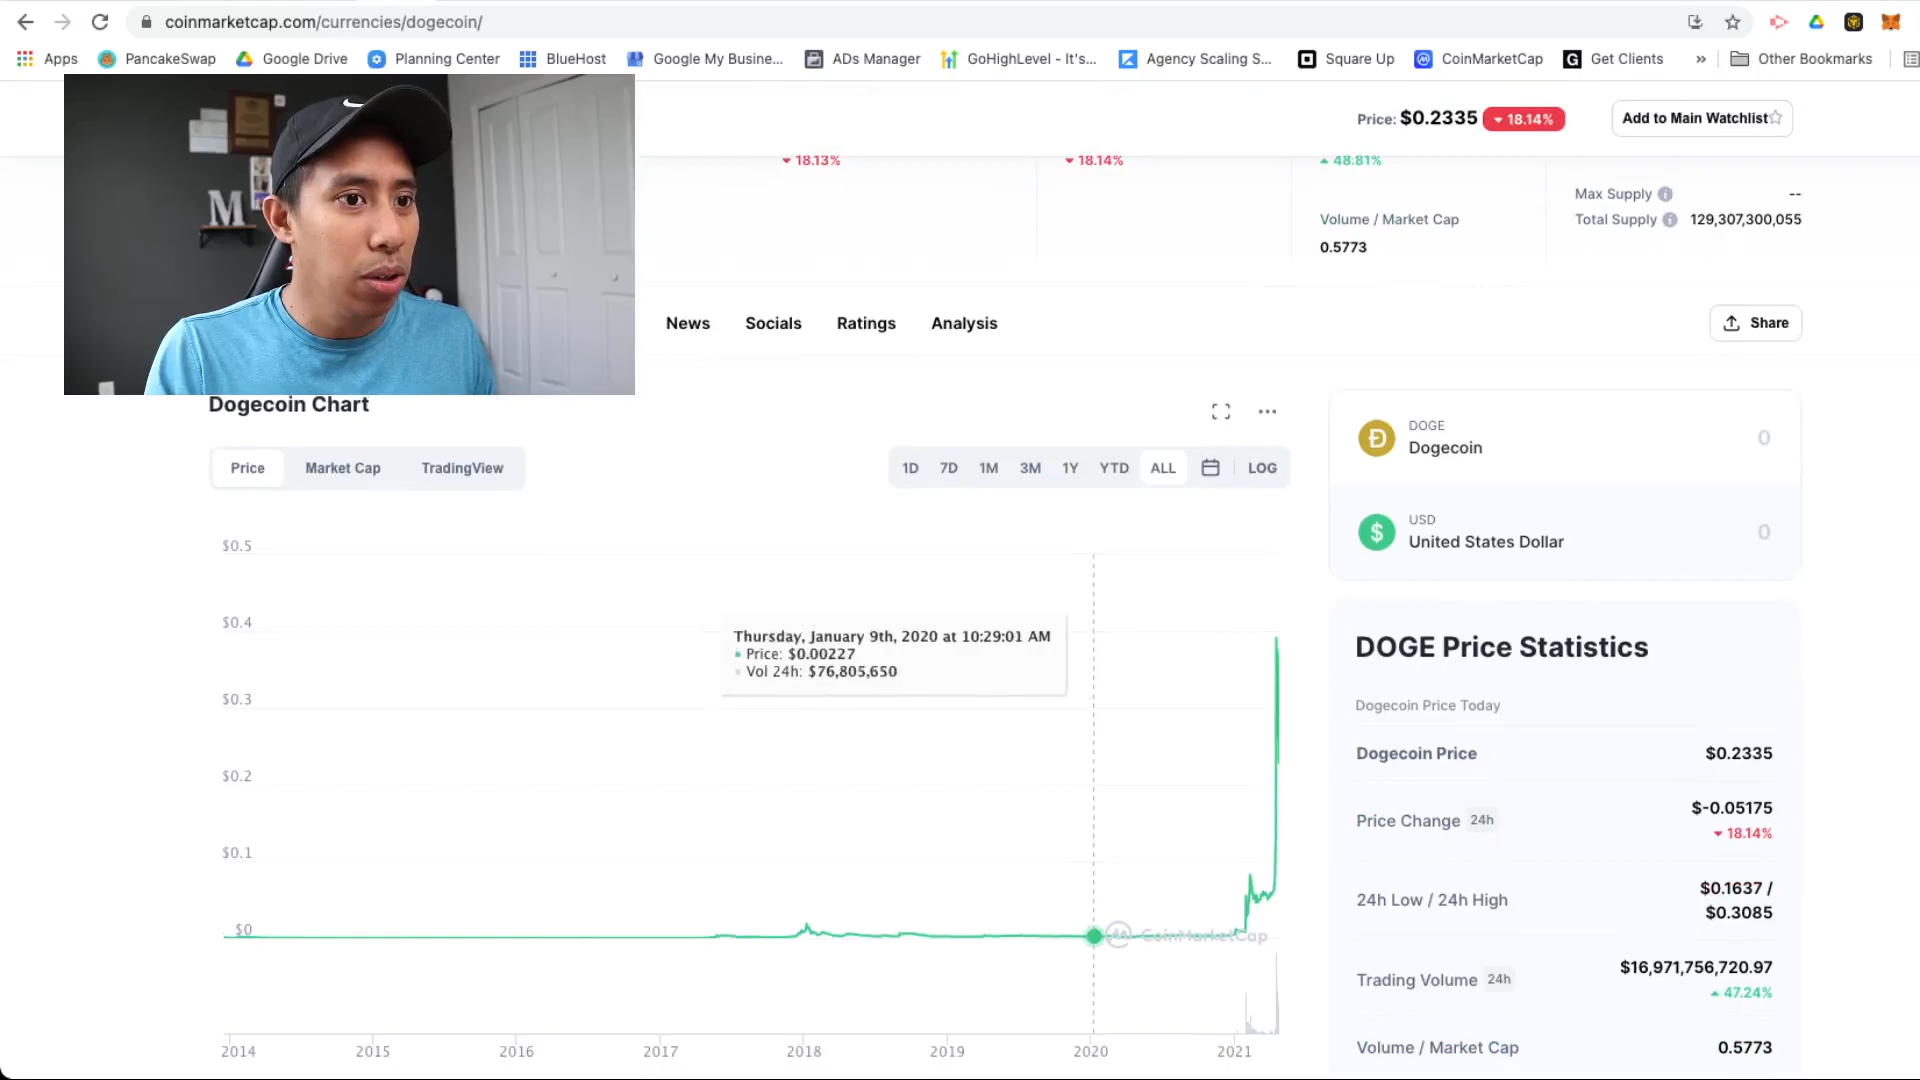 coinmarketcap.com/currencies/dogecoin/
Apps PancakeSwap Google Drive Planning Center BlueHost Google My Busine... ADs Manager GoHighLevel - It's... Agency Scaling S... Square Up CoinMarketCap Get Clients » Other Bookmarks
M
Price: $0.2335 18.14% Add to Main Watchlist
18.13% 18.14% 48.81%
Max Supply --
Volume / Market Cap Total Supply 129,307,300,055
0.5773
News Socials Ratings Analysis Share
Dogecoin Chart
Price Market Cap TradingView 1D 7D 1M 3M 1Y YTD ALL LOG
DOGE
Dogecoin 0
USD
United States Dollar 0
$0.5
$0.4
$0.3
$0.2
$0.1
$0
Thursday, January 9th, 2020 at 10:29:01 AM
Price: $0.00227
Vol 24h: $76,805,650
CoinMarketCap
2014 2015 2016 2017 2018 2019 2020 2021
DOGE Price Statistics
Dogecoin Price Today
Dogecoin Price $0.2335
Price Change 24h $-0.05175
18.14%
24h Low / 24h High $0.1637 /
$0.3085
Trading Volume 24h $16,971,756,720.97
47.24%
Volume / Market Cap 0.5773